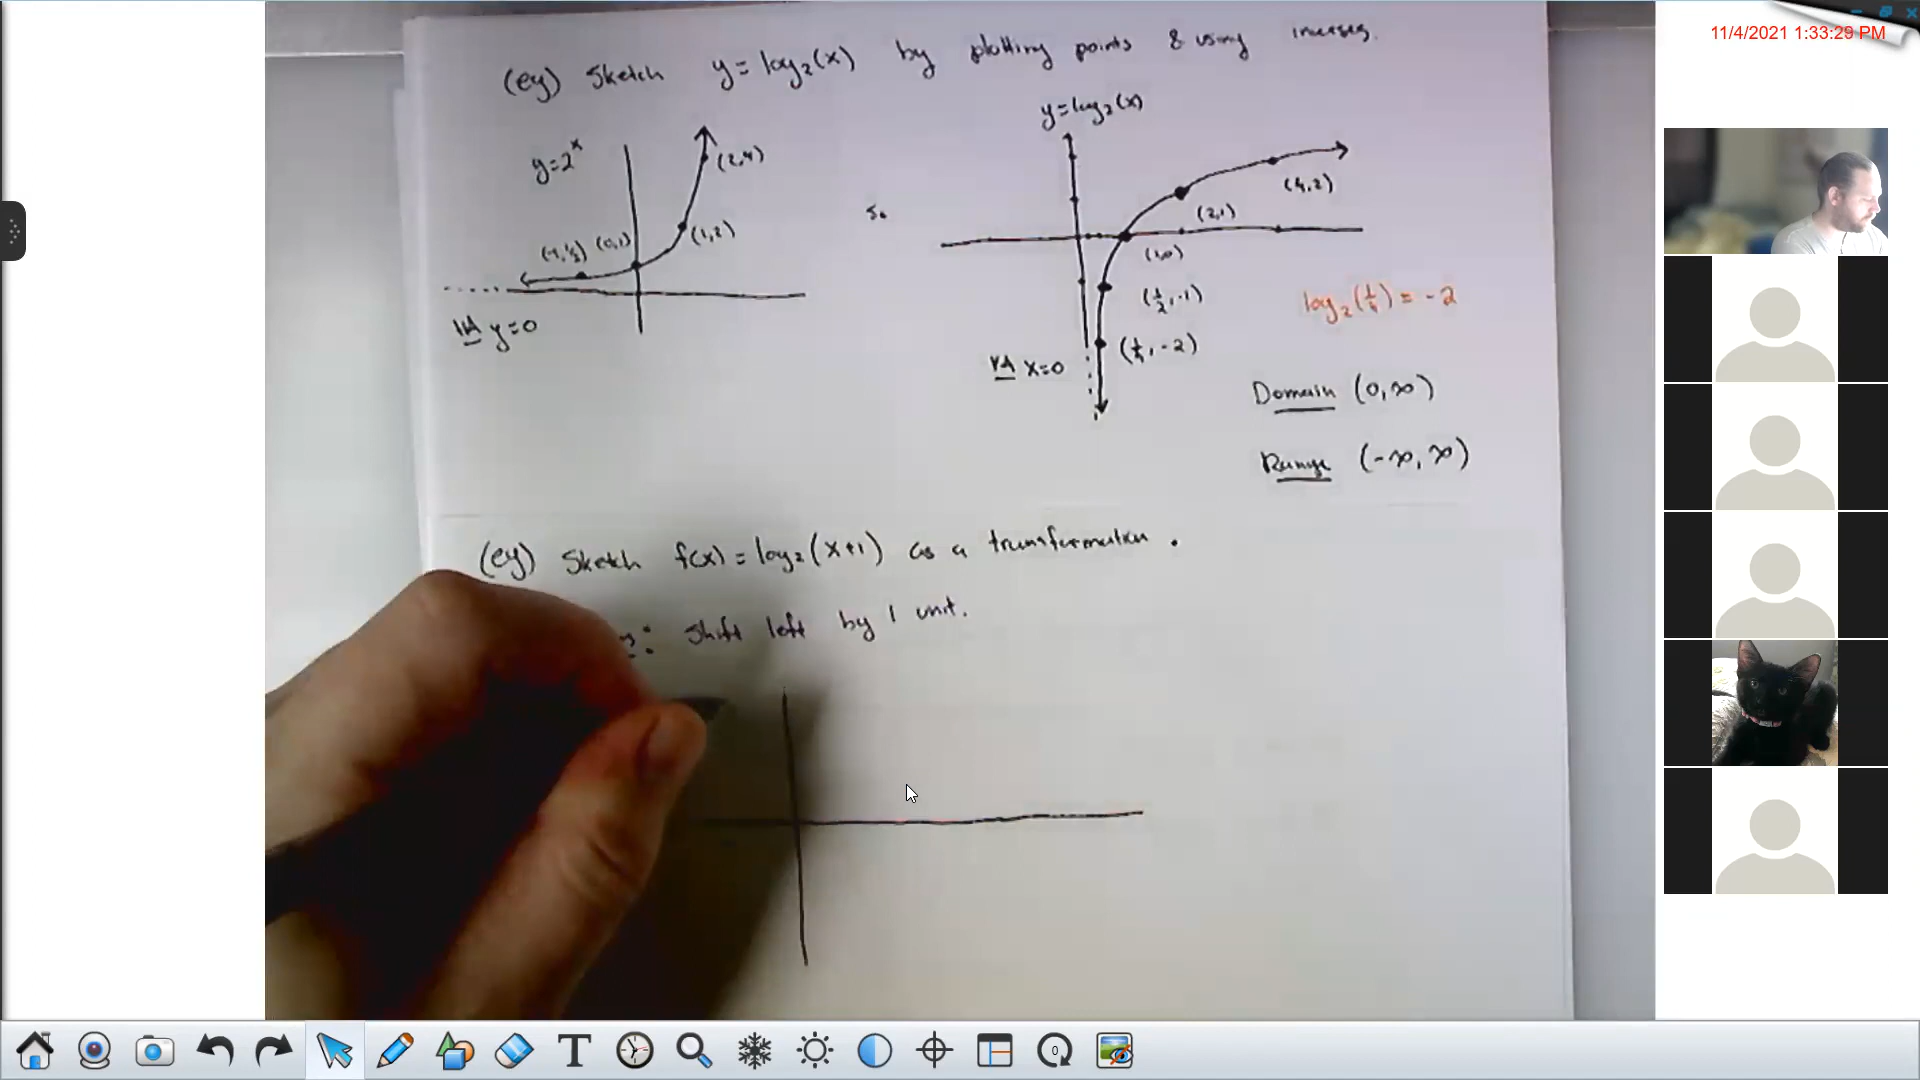 11/4/2021 1:33:29 PM
(eg) Sketch y=log₂(x) by plotting points & using inverses.
y=2ˣ
(2,4)
(1,2)
(0,1)
(-1,½)
HA y=0
So
y=log₂(x)
(4,2)
(2,1)
(1,0)
(½,-1)
(¼,-2)
VA x=0
log₂(¼) = -2
Domain (0,∞)
Range (-∞,∞)
(eg) Sketch f(x)=log₂(x+1) as a transformation.
: Shift left by 1 unit.
T
0